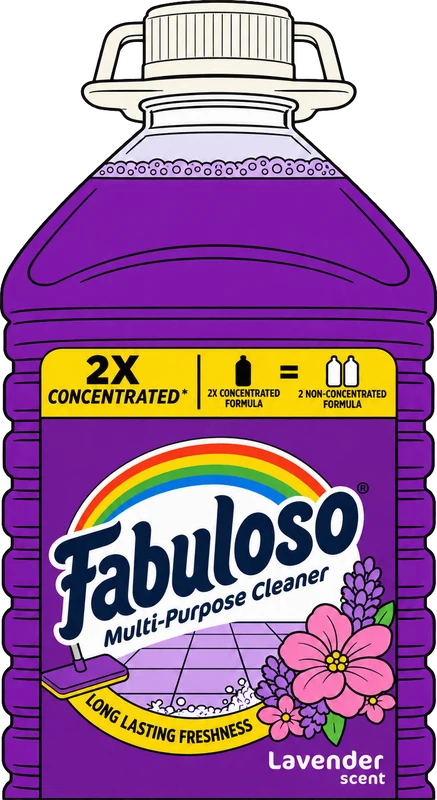 2X
CONCENTRATED*
2X CONCENTRATED
FORMULA
=
2 NON-CONCENTRATED
FORMULA
Fabuloso®
Multi-Purpose Cleaner
LONG LASTING FRESHNESS
Lavender
scent